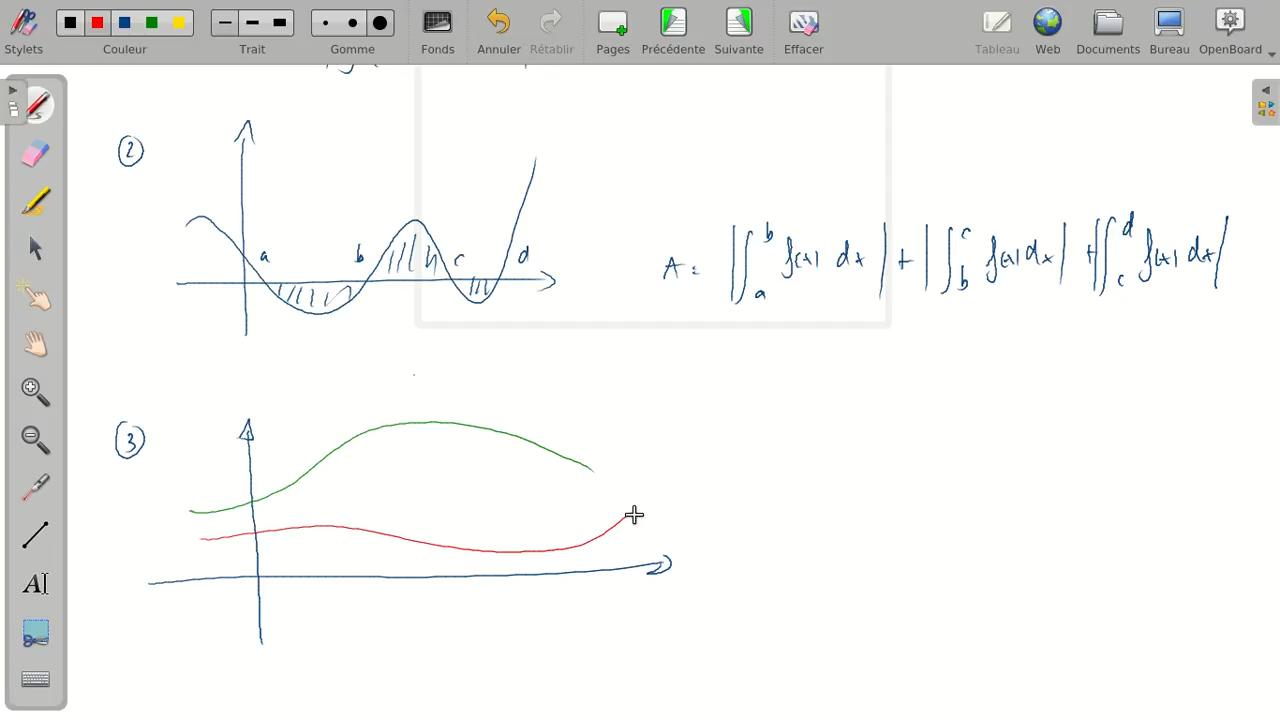 Stylets Couleur Trait Gomme Fonds Annuler Rétablir Pages Précédente Suivante Effacer Tableau Web Documents Bureau OpenBoard
②
a b c d
A = |∫_a^b f(x) dx| + |∫_b^c f(x) dx| + |∫_c^d f(x) dx|
③
A